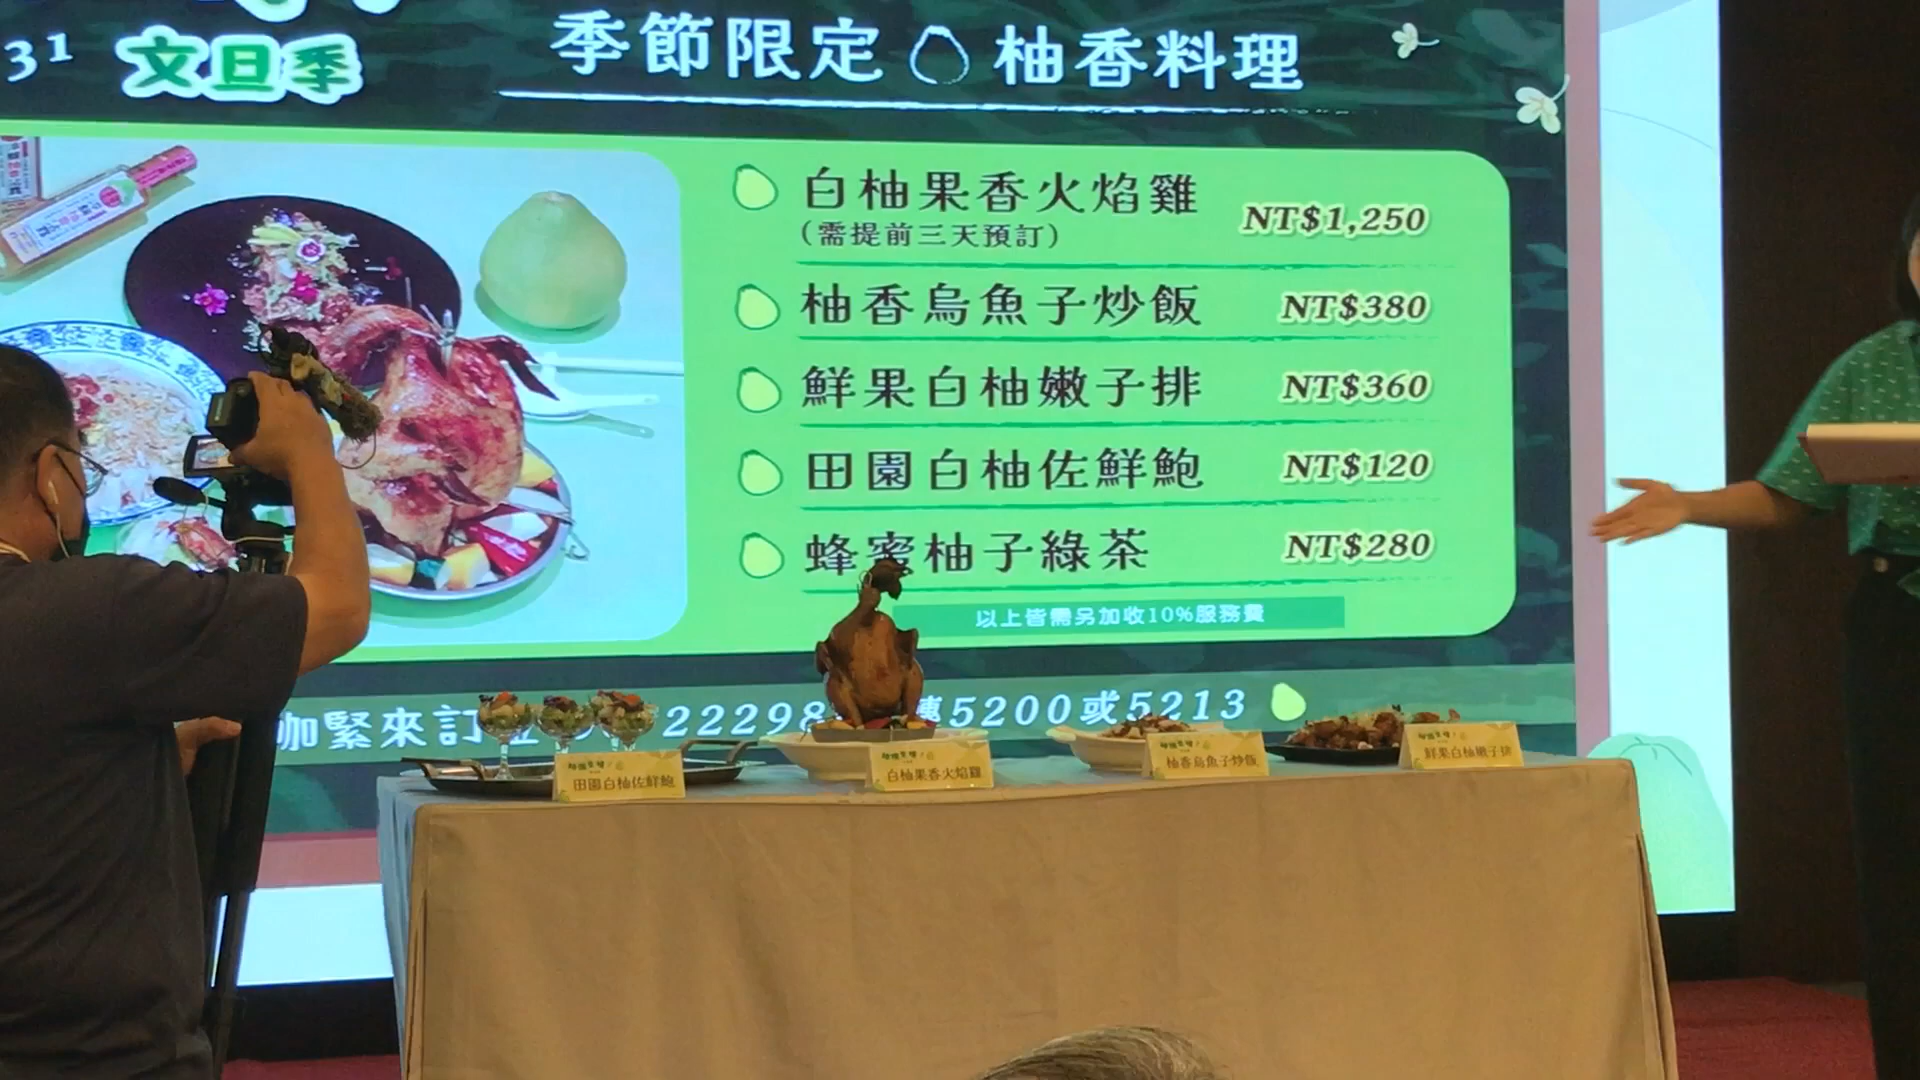 31
文旦季
季節限定 柚香料理
白柚果香火焰雞
(需提前三天預訂)
NT$1,250
柚香烏魚子炒飯
NT$380
鮮果白柚嫩子排
NT$360
田園白柚佐鮮鮑
NT$120
蜂蜜柚子綠茶
NT$280
以上皆需另加收10%服務費
咖緊來訂
22298
5200或5213
田園白柚佐鮮鮑
白柚果香火焰雞
柚香烏魚子炒飯
鮮果白柚嫩子排